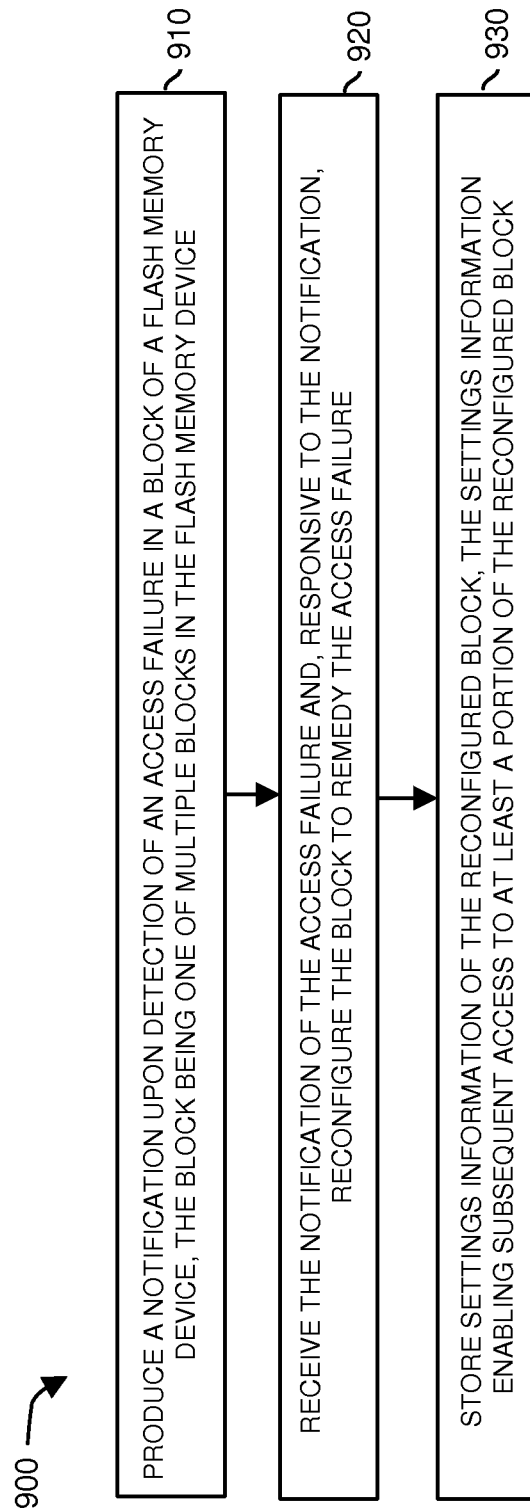 900
PRODUCE A NOTIFICATION UPON DETECTION OF AN ACCESS FAILURE IN A BLOCK OF A FLASH MEMORY
DEVICE, THE BLOCK BEING ONE OF MULTIPLE BLOCKS IN THE FLASH MEMORY DEVICE
910
RECEIVE THE NOTIFICATION OF THE ACCESS FAILURE AND, RESPONSIVE TO THE NOTIFICATION,
RECONFIGURE THE BLOCK TO REMEDY THE ACCESS FAILURE
920
STORE SETTINGS INFORMATION OF THE RECONFIGURED BLOCK, THE SETTINGS INFORMATION
ENABLING SUBSEQUENT ACCESS TO AT LEAST A PORTION OF THE RECONFIGURED BLOCK
930